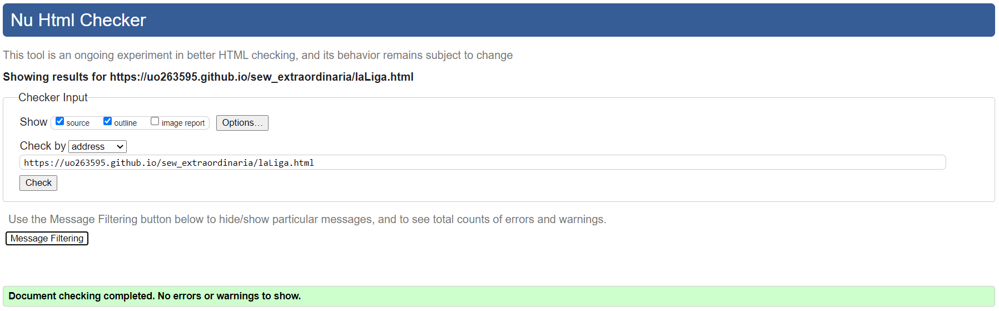 Nu Html Checker
This tool is an ongoing experiment in better HTML checking, and its behavior remains subject to change
Showing results for https://uo263595.github.io/sew_extraordinaria/laLiga.html
Checker Input
Show source outline image report Options…
Check by address
https://uo263595.github.io/sew_extraordinaria/laLiga.html
Check
Use the Message Filtering button below to hide/show particular messages, and to see total counts of errors and warnings.
Message Filtering
Document checking completed. No errors or warnings to show.